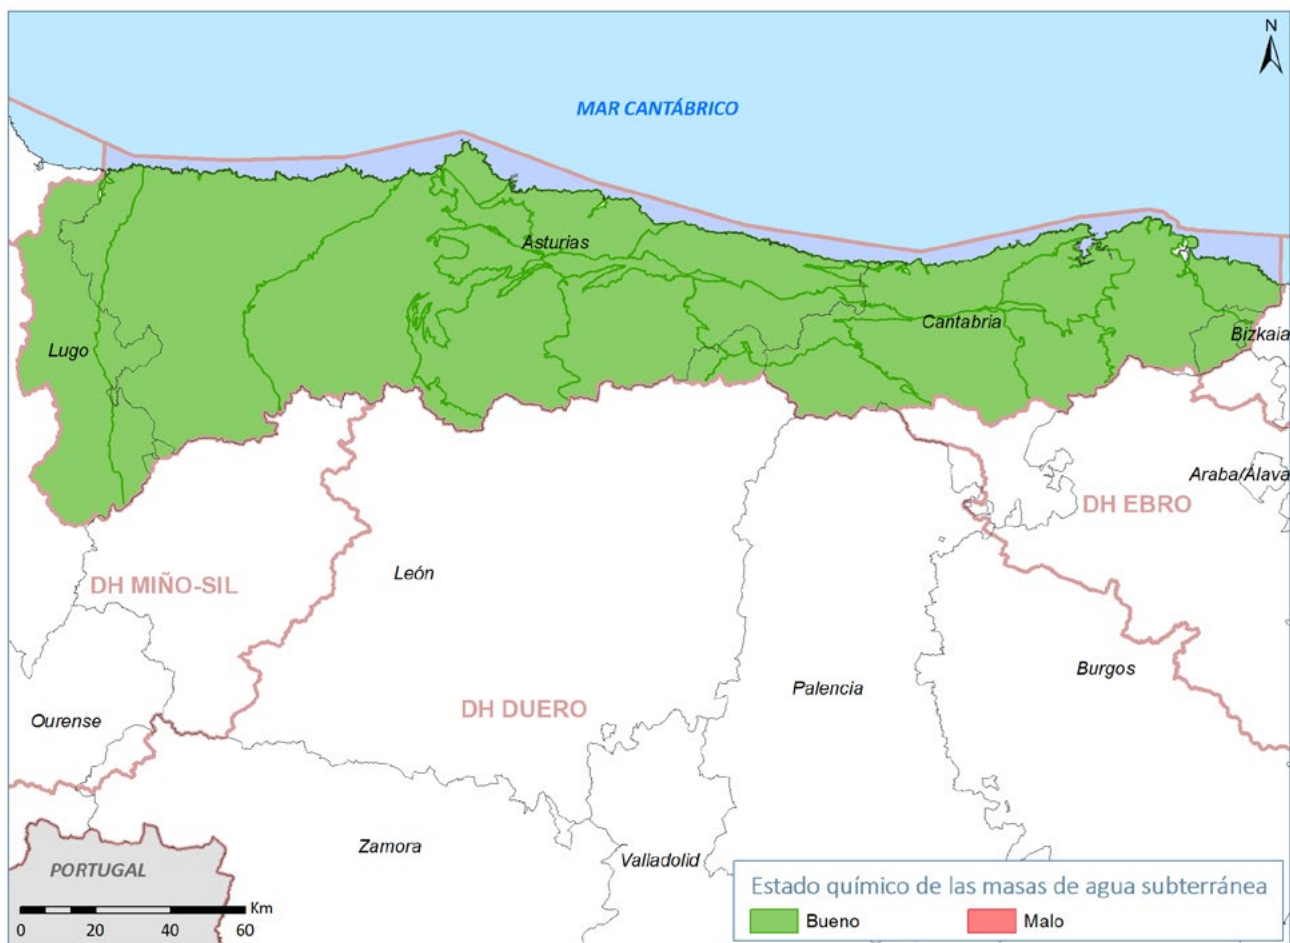 N
MAR CANTÁBRICO
Asturias
Cantabria
Bizkaia
Lugo
Araba/Álava
DH EBRO
León
DH MIÑO-SIL
Burgos
Palencia
DH DUERO
Ourense
Zamora
Valladolid
PORTUGAL
Km
0 20 40 60
Estado químico de las masas de agua subterránea
Bueno Malo